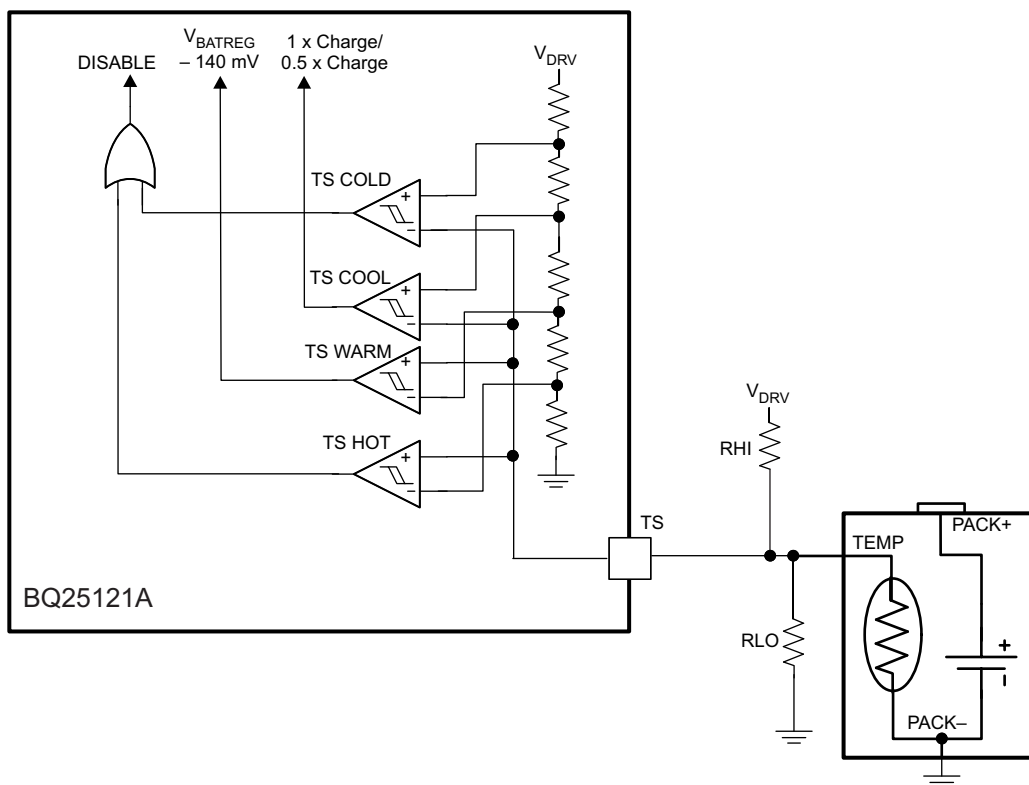 DISABLE
VBATREG
– 140 mV
1 x Charge/
0.5 x Charge
VDRV
TS COLD
+
–
TS COOL
+
–
TS WARM
+
–
TS HOT
+
–
BQ25121A
TS
VDRV
RHI
RLO
TEMP
PACK+
+
–
PACK–